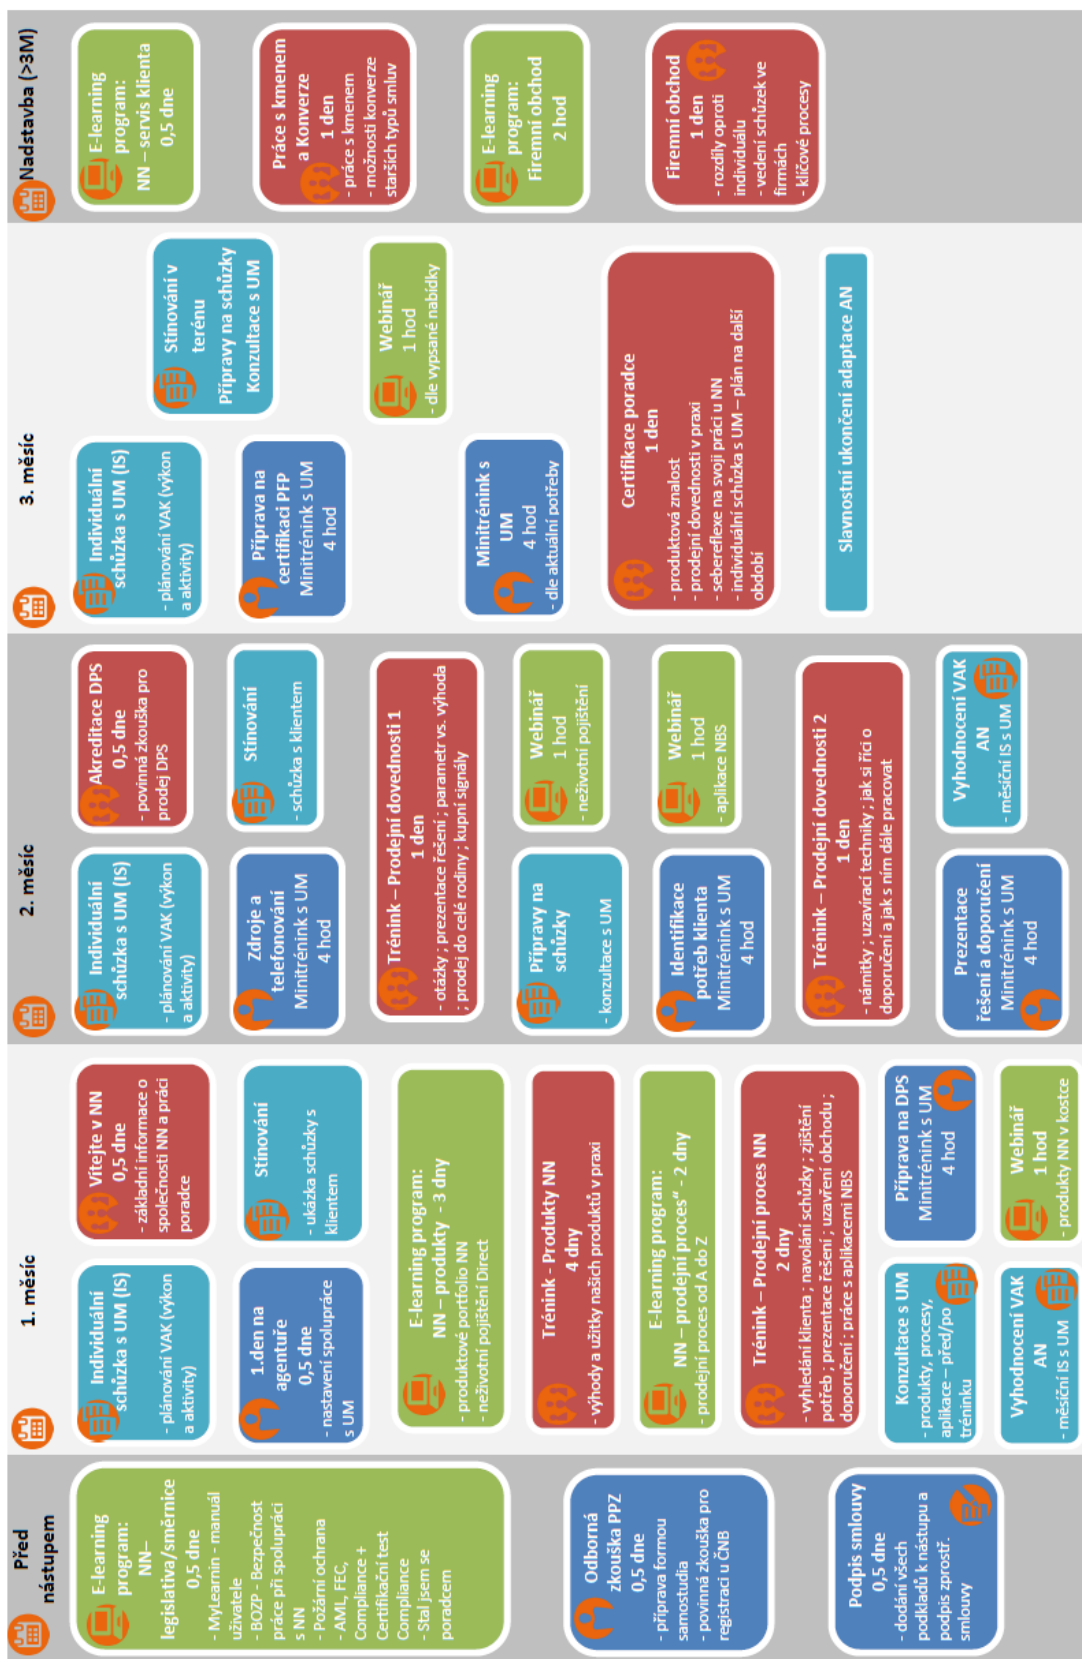 Před
nástupem
E-learning
program:
NN–
legislativa/směrnice
0,5 dne
- MyLearnin - manuál
uživatele
- BOZP - Bezpečnost
práce při spolupráci
s NN
- Požární ochrana
- AML, FEC,
Compliance +
Certifikační test
Compliance
- Stal jsem se
poradcem
Odborná
zkouška PPZ
0,5 dne
- příprava formou
samostudia
- povinná zkouška pro
registraci u ČNB
Podpis smlouvy
0,5 dne
- dodání všech
podkladů k nástupu a
podpis zprostř.
smlouvy
1. měsíc
Individuální
schůzka s UM (IS)
- plánování VAK (výkon
a aktivity)
Vítejte v NN
0,5 dne
- základní informace o
společnosti NN a práci
poradce
1.den na
agentuře
0,5 dne
- nastavení spolupráce
s UM
Stínování
- ukázka schůzky s
klientem
E-learning program:
NN – produkty - 3 dny
- produktové portfolio NN
- neživotní pojištění Direct
Trénink - Produkty NN
4 dny
- výhody a užitky našich produktů v praxi
E-learning program:
NN – prodejní proces“ - 2 dny
- prodejní proces od A do Z
Trénink – Prodejní proces NN
2 dny
- vyhledání klienta ; navolání schůzky ; zjištění
potřeb ; prezentace řešení ; uzavření obchodu ;
doporučení ; práce s aplikacemi NBS
Konzultace s UM
- produkty, procesy,
aplikace – před/po
tréninku
Příprava na DPS
Minitrénink s UM
4 hod
Vyhodnocení VAK
AN
- měsíční IS s UM
Webinář
1 hod
- produkty NN v kostce
2. měsíc
Individuální
schůzka s UM (IS)
- plánování VAK (výkon
a aktivity)
Akreditace DPS
0,5 dne
- povinná zkouška pro
prodej DPS
Zdroje a
telefonování
Minitrénink s UM
4 hod
Stínování
- schůzka s klientem
Trénink – Prodejní dovednosti 1
1 den
- otázky ; prezentace řešení ; parametr vs. výhoda
; prodej do celé rodiny ; kupní signály
Přípravy na
schůzky
- konzultace s UM
Webinář
1 hod
- neživotní pojištění
Identifikace
potřeb klienta
Minitrénink s UM
4 hod
Webinář
1 hod
- aplikace NBS
Trénink – Prodejní dovednosti 2
1 den
- námitky ; uzavírací techniky ; jak si říci o
doporučení a jak s ním dále pracovat
Prezentace
řešení a doporučení
Minitrénink s UM
4 hod
Vyhodnocení VAK
AN
- měsíční IS s UM
3. měsíc
Individuální
schůzka s UM (IS)
- plánování VAK (výkon
a aktivity)
Stínování v
terénu
Přípravy na schůzky
Konzultace s UM
Příprava na
certifikaci PFP
Minitrénink s UM
4 hod
Webinář
1 hod
- dle vypsané nabídky
Minitrénink s
UM
4 hod
- dle aktuální potřeby
Certifikace poradce
1 den
- produktová znalost
- prodejní dovednosti v praxi
- sebereflexe na svoji práci u NN
- individuální schůzka s UM – plán na další
období
Slavnostní ukončení adaptace AN
Nadstavba (>3M)
E-learning
program:
NN – servis klienta
0,5 dne
Práce s kmenem
a Konverze
1 den
- práce s kmenem
- možnosti konverze
starších typů smluv
E-learning
program:
Firemní obchod
2 hod
Firemní obchod
1 den
- rozdíly oproti
individuálu
- vedení schůzek ve
firmách
- klíčové procesy